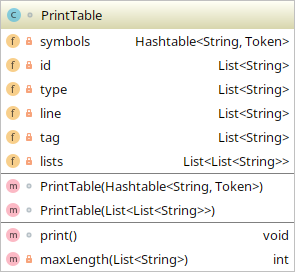 C PrintTable
f symbols Hashtable<String, Token>
f id List<String>
f type List<String>
f line List<String>
f tag List<String>
f lists List<List<String>>
m PrintTable(Hashtable<String, Token>)
m PrintTable(List<List<String>>)
m print() void
m maxLength(List<String>) int